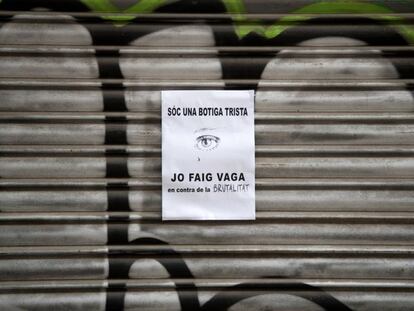 SÓC UNA BOTIGA TRISTA
JO FAIG VAGA
en contra de la BRUTALITAT